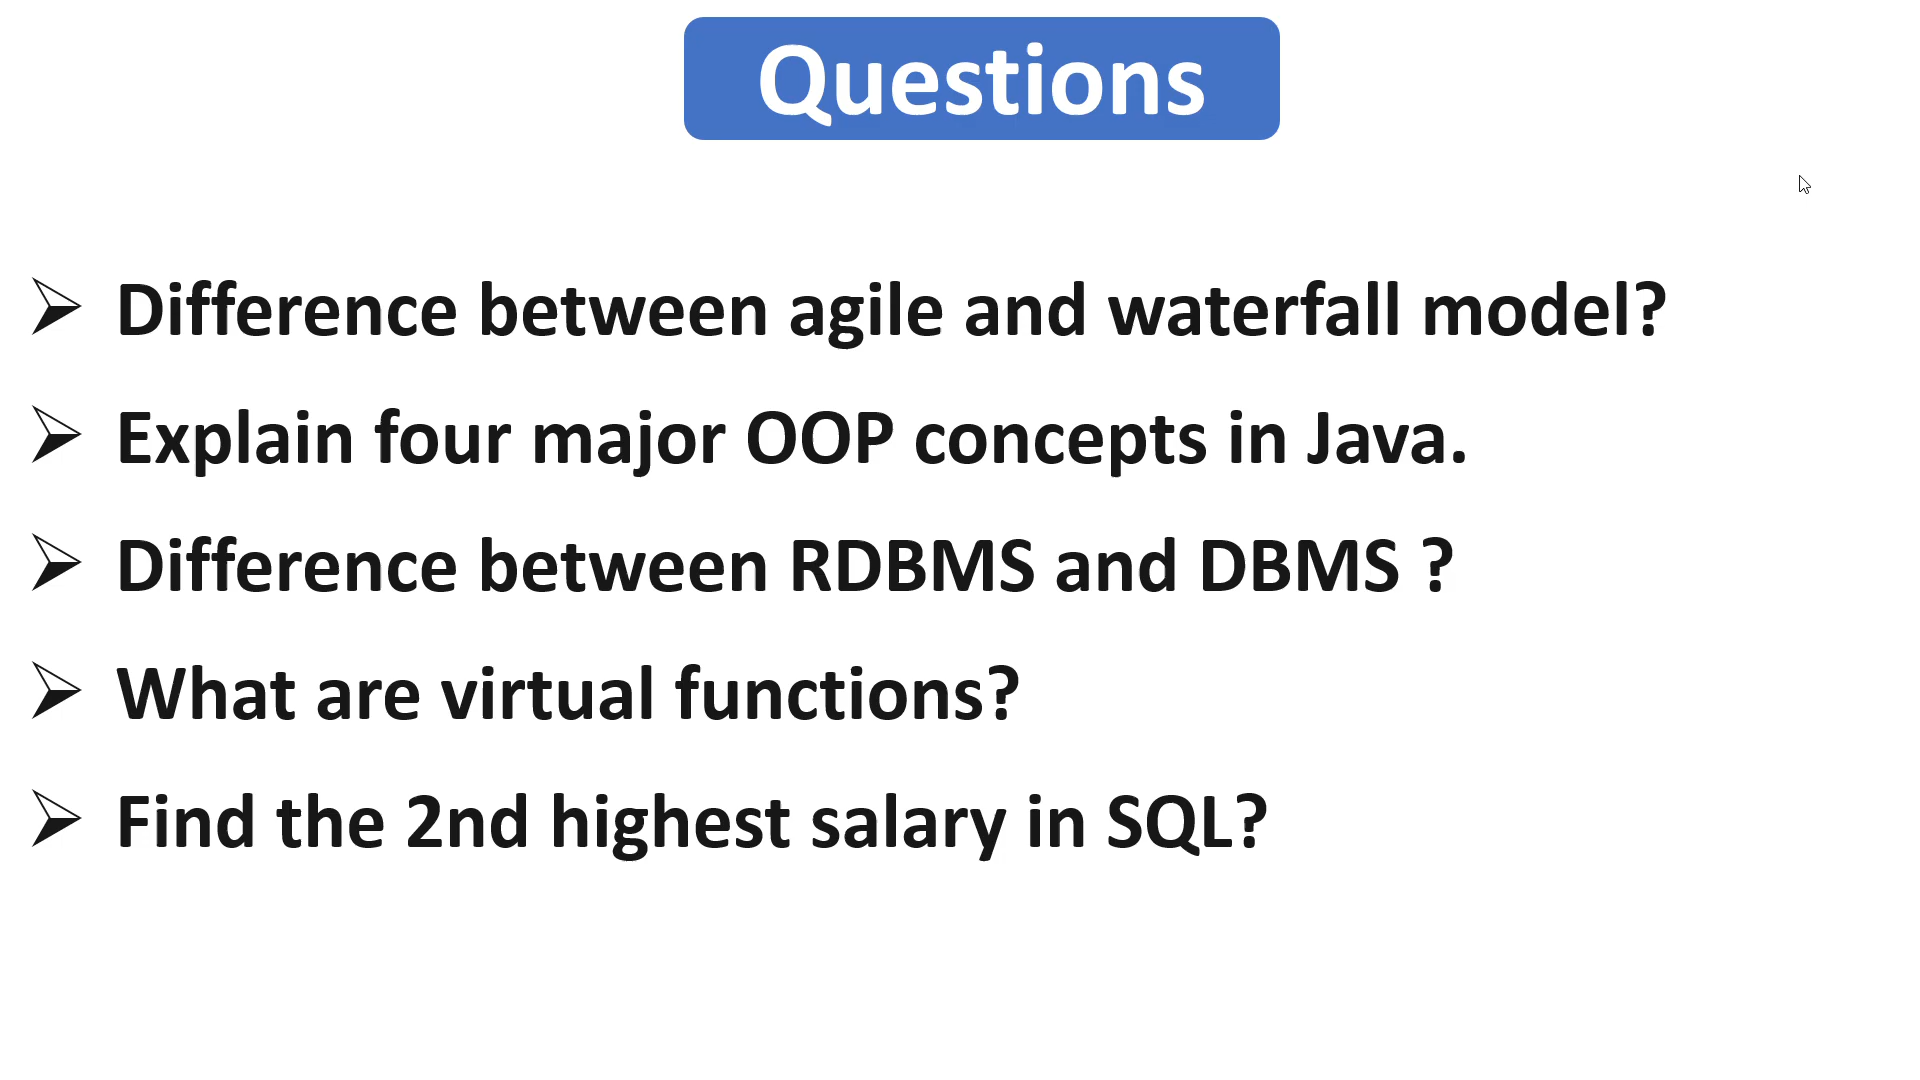 Questions
Difference between agile and waterfall model?
Explain four major OOP concepts in Java.
Difference between RDBMS and DBMS ?
What are virtual functions?
Find the 2nd highest salary in SQL?